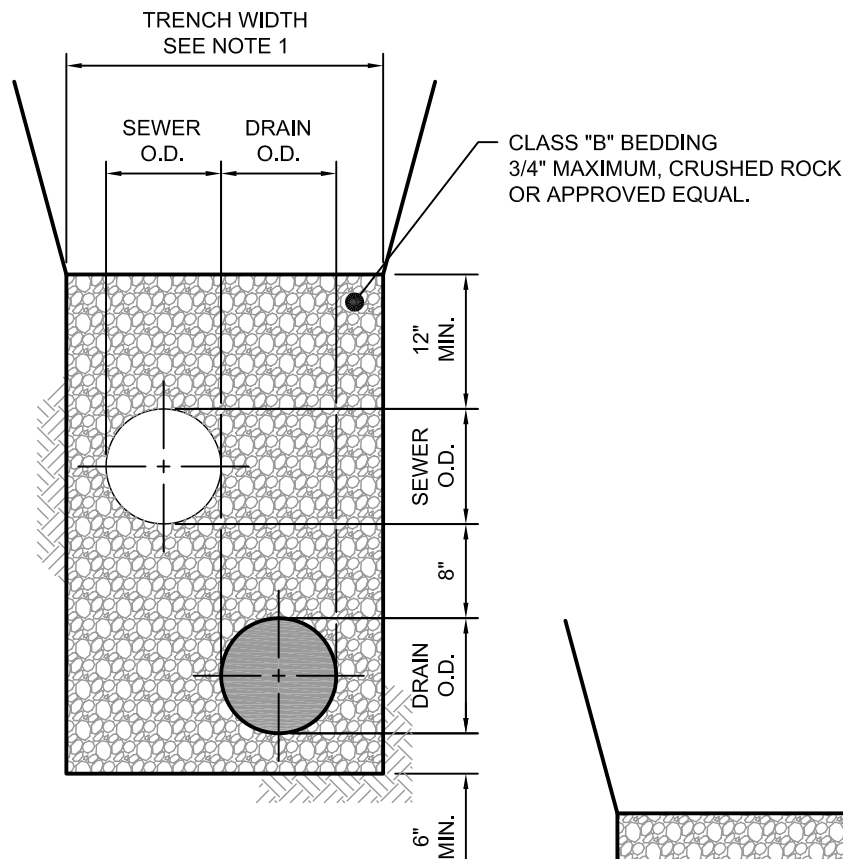 TRENCH WIDTH
SEE NOTE 1
SEWER
O.D.
DRAIN
O.D.
CLASS "B" BEDDING
3/4" MAXIMUM, CRUSHED ROCK
OR APPROVED EQUAL.
12"
MIN.
SEWER
O.D.
8"
DRAIN
O.D.
6"
MIN.